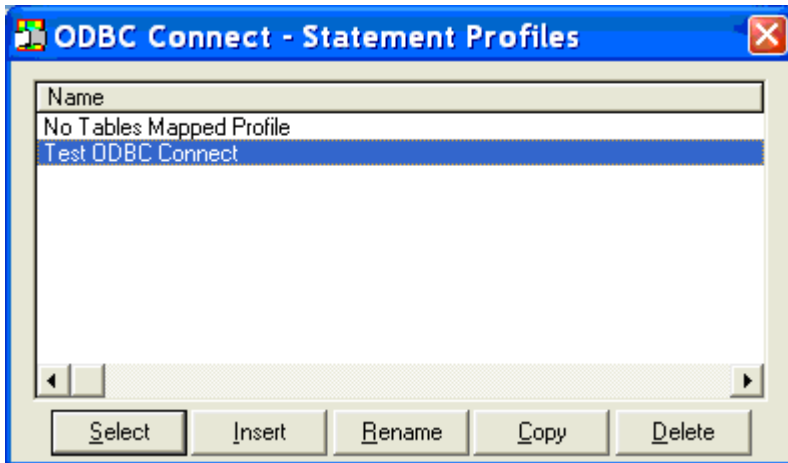 ODBC Connect - Statement Profiles
Name
No Tables Mapped Profile
Test ODBC Connect
Select Insert Rename Copy Delete